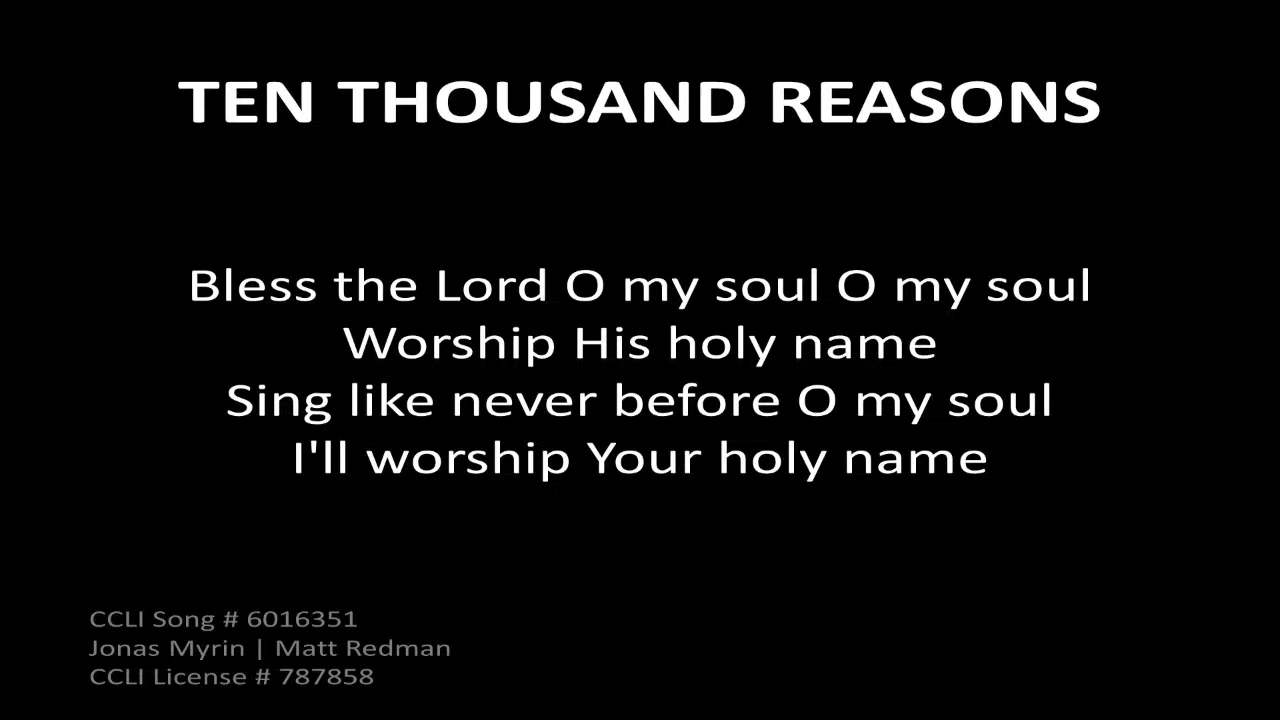 TEN THOUSAND REASONS
Bless the Lord O my soul O my soul
Worship His holy name
Sing like never before O my soul
I'll worship Your holy name
CCLI Song # 6016351
Jonas Myrin | Matt Redman
CCLI License # 787858